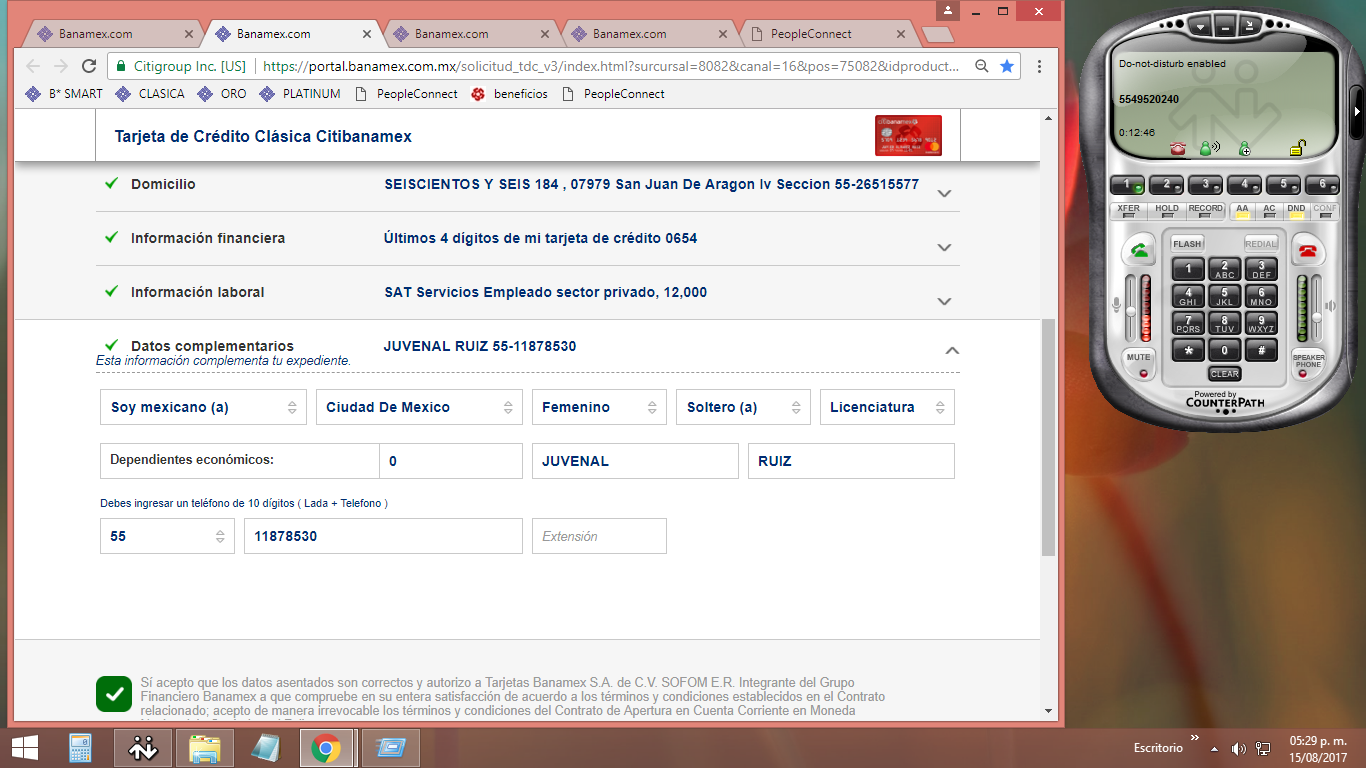 Banamex.com
Banamex.com
Banamex.com
Banamex.com
PeopleConnect
Citigroup Inc. [US]
https://portal.banamex.com.mx/solicitud_tdc_v3/index.html?surcursal=8082&canal=16&pos=75082&idproduct...
B* SMART
CLASICA
ORO
PLATINUM
PeopleConnect
beneficios
PeopleConnect
Tarjeta de Crédito Clásica Citibanamex
Domicilio
SEISCIENTOS Y SEIS 184 , 07979 San Juan De Aragon Iv Seccion 55-26515577
Información financiera
Últimos 4 dígitos de mi tarjeta de crédito 0654
Información laboral
SAT Servicios Empleado sector privado, 12,000
Datos complementarios
JUVENAL RUIZ 55-11878530
Esta información complementa tu expediente.
Soy mexicano (a)
Ciudad De Mexico
Femenino
Soltero (a)
Licenciatura
Dependientes económicos:
0
JUVENAL
RUIZ
Debes ingresar un teléfono de 10 dígitos ( Lada + Telefono )
55
11878530
Extensión
Sí acepto que los datos asentados son correctos y autorizo a Tarjetas Banamex S.A. de C.V. SOFOM E.R. Integrante del Grupo
Financiero Banamex a que compruebe en su entera satisfacción de acuerdo a los términos y condiciones establecidos en el Contrato
relacionado; acepto de manera irrevocable los términos y condiciones del Contrato de Apertura en Cuenta Corriente en Moneda
Do-not-disturb enabled
5549520240
0:12:46
1 2 3 4 5 6
XFER HOLD RECORD AA AC DND CONF
FLASH
REDIAL
1
2 ABC
3 DEF
4 GHI
5 JKL
6 MNO
7 PQRS
8 TUV
9 WXYZ
*
0
#
MUTE
SPEAKER
PHONE
CLEAR
Powered by
COUNTERPATH
Escritorio
05:29 p. m.
15/08/2017